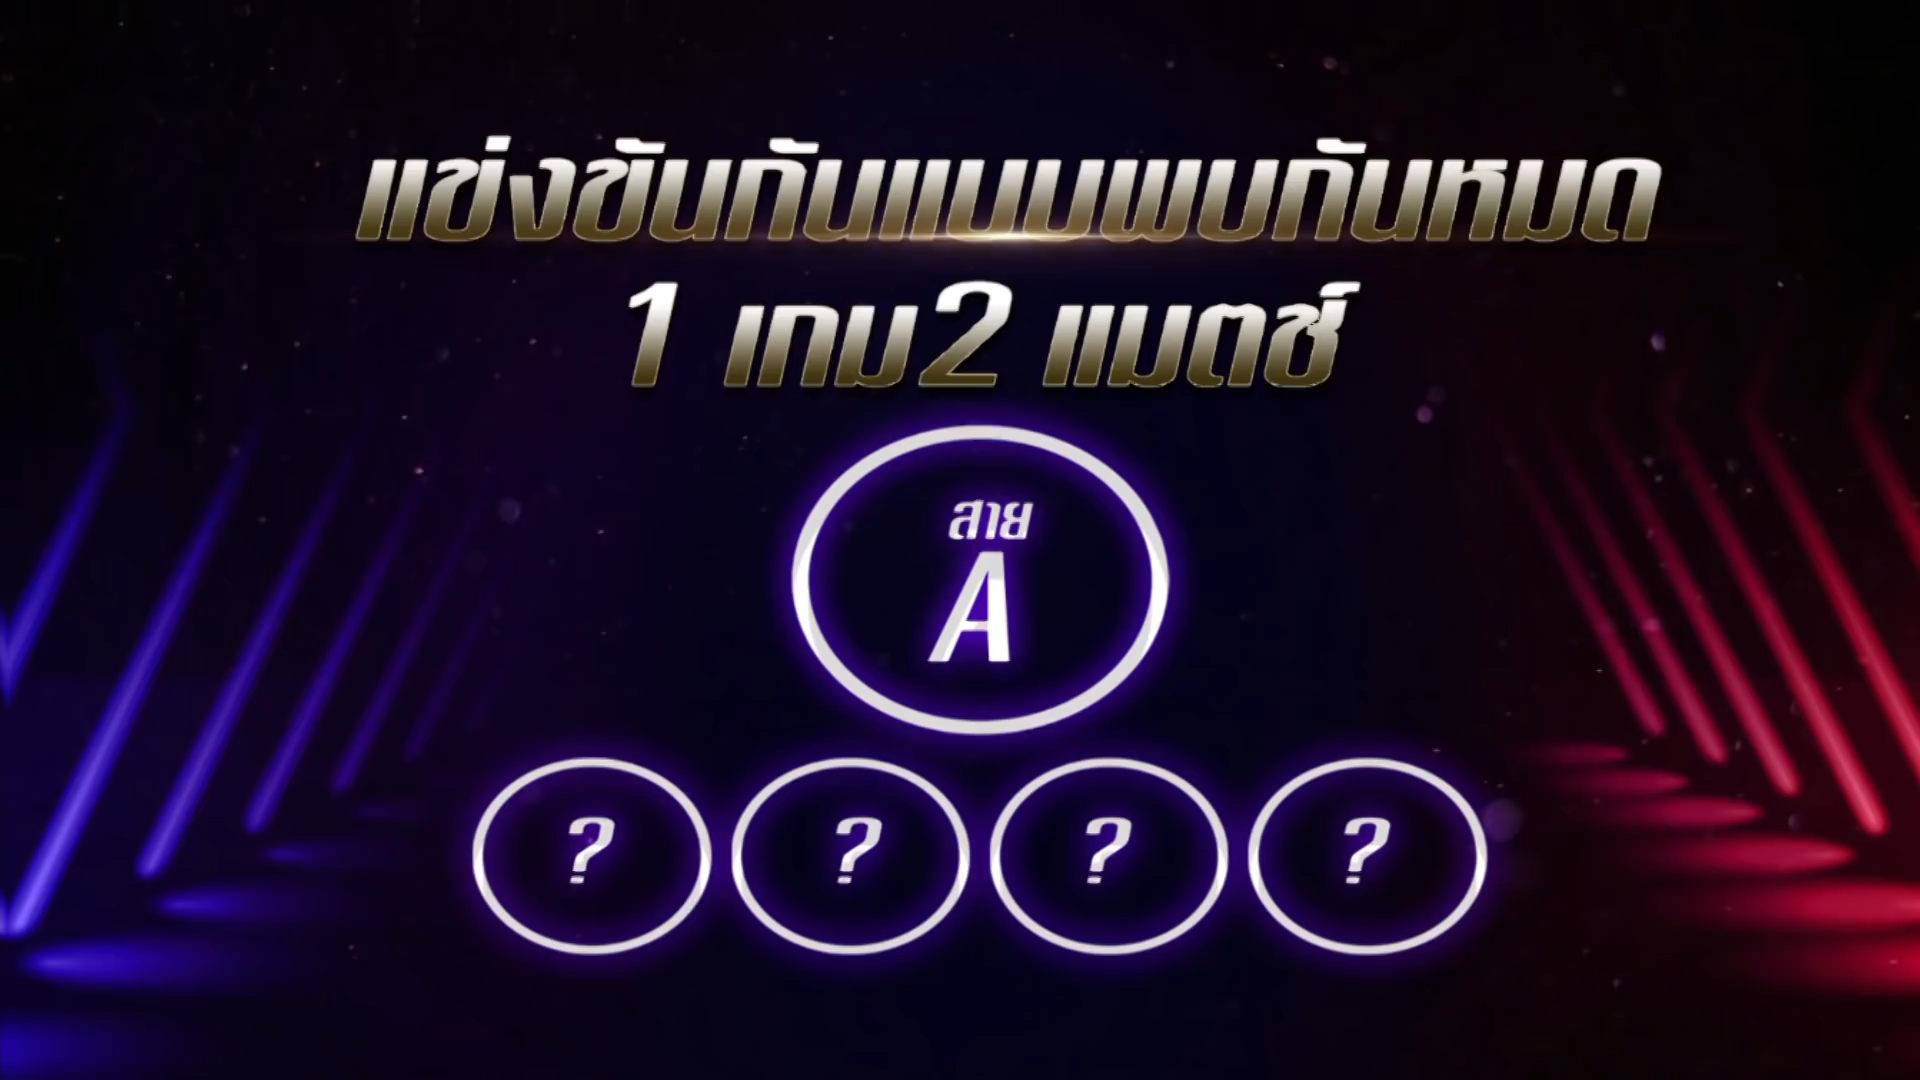 แข่งขันกันแบบพบกันหมด
1 เกม 2 แมตช์
สาย
A
? ? ? ?